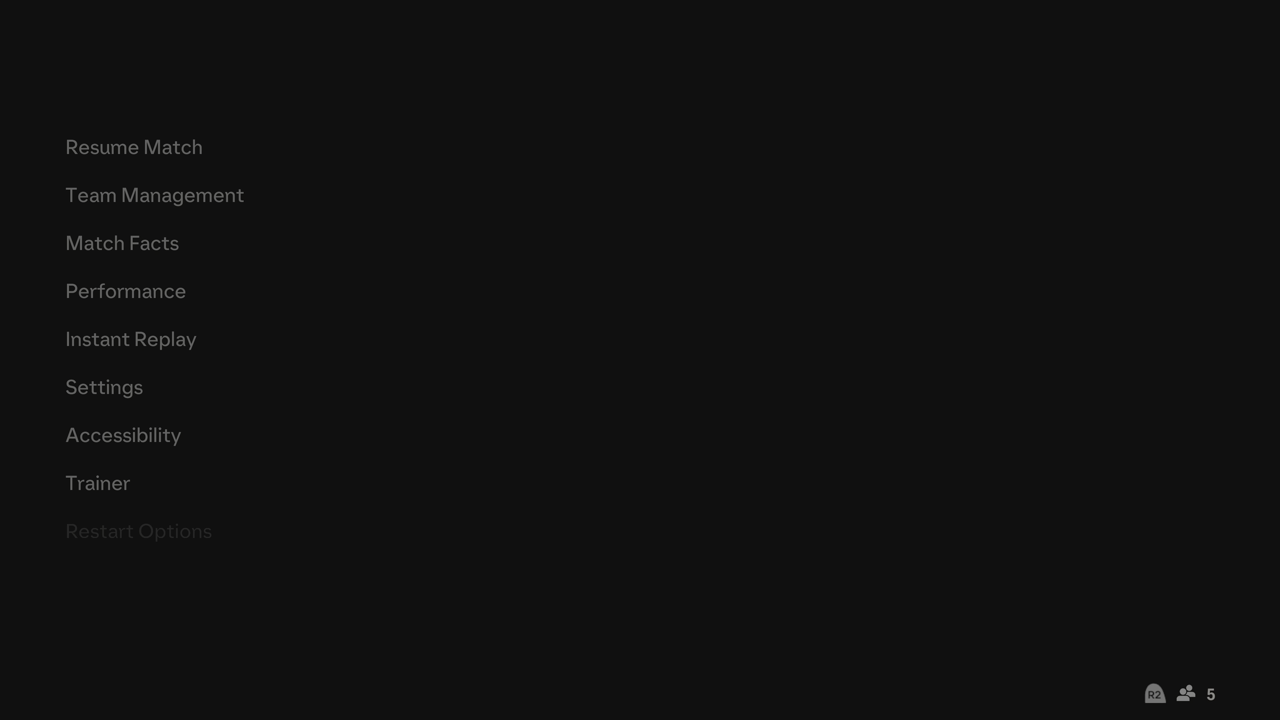 Resume Match
Team Management
Match Facts
Performance
Instant Replay
Settings
Accessibility
Trainer
Restart Options
R2 5